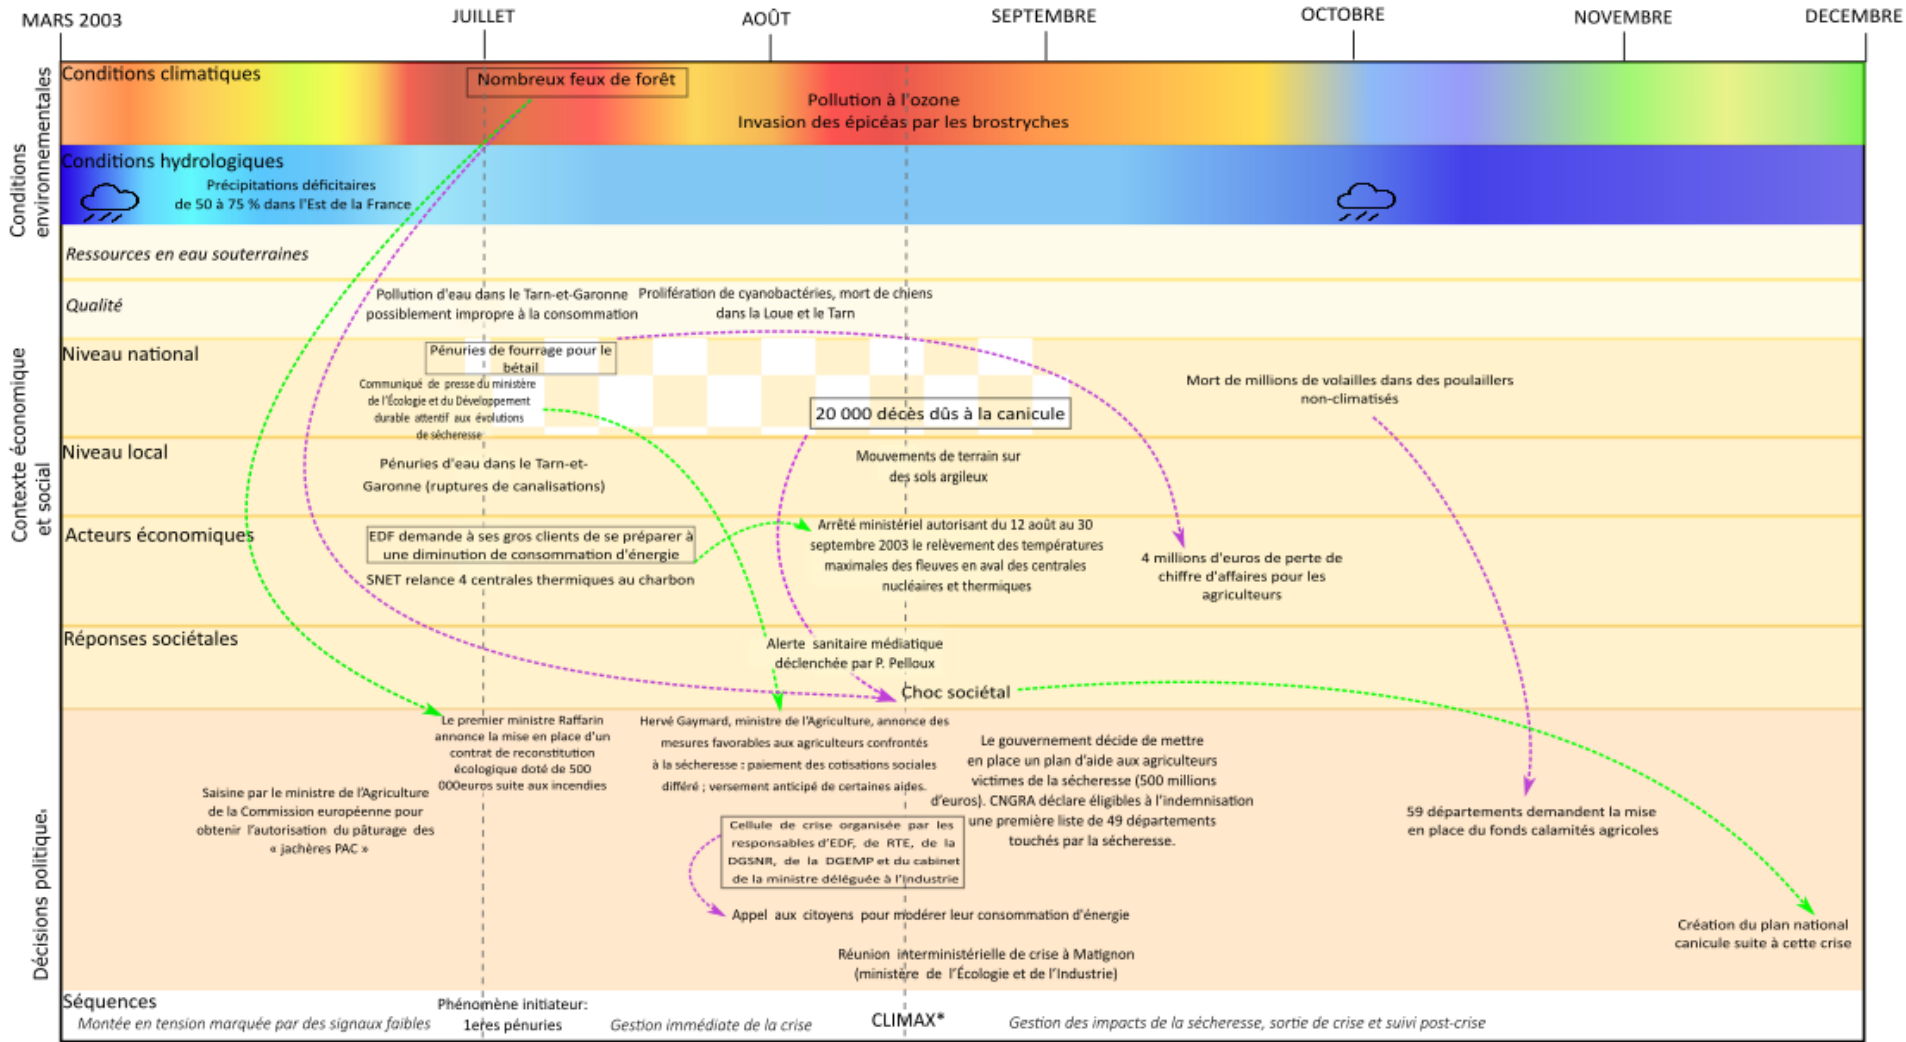 MARS 2003
JUILLET
AOÛT
SEPTEMBRE
OCTOBRE
NOVEMBRE
DECEMBRE
Conditions
environnementales
Conditions climatiques
Nombreux feux de forêt
Pollution à l'ozone
Invasion des épicéas par les brostryches
Conditions hydrologiques
Précipitations déficitaires
de 50 à 75 % dans l'Est de la France
Ressources en eau souterraines
Qualité
Pollution d'eau dans le Tarn-et-Garonne
possiblement impropre à la consommation
Prolifération de cyanobactéries, mort de chiens
dans la Loue et le Tarn
Contexte économique
et social
Niveau national
Pénuries de fourrage pour le
bétail
Communiqué de presse du ministère
de l'Écologie et du Développement
durable attentif aux évolutions
de sécheresse
20 000 décès dûs à la canicule
Mort de millions de volailles dans des poulaillers
non-climatisés
Niveau local
Pénuries d'eau dans le Tarn-et-
Garonne (ruptures de canalisations)
Mouvements de terrain sur
des sols argileux
Acteurs économiques
EDF demande à ses gros clients de se préparer à
une diminution de consommation d'énergie
SNET relance 4 centrales thermiques au charbon
Arrêté ministériel autorisant du 12 août au 30
septembre 2003 le relèvement des températures
maximales des fleuves en aval des centrales
nucléaires et thermiques
4 millions d'euros de perte de
chiffre d'affaires pour les
agriculteurs
Réponses sociétales
Alerte sanitaire médiatique
déclenchée par P. Pelloux
Choc sociétal
Décisions politique.
Saisine par le ministre de l'Agriculture
de la Commission européenne pour
obtenir l'autorisation du pâturage des
« jachères PAC »
Le premier ministre Raffarin
annonce la mise en place d'un
contrat de reconstitution
écologique doté de 500
000euros suite aux incendies
Hervé Gaymard, ministre de l'Agriculture, annonce des
mesures favorables aux agriculteurs confrontés
à la sécheresse : paiement des cotisations sociales
différé ; versement anticipé de certaines aides.
Le gouvernement décide de mettre
en place un plan d'aide aux agriculteurs
victimes de la sécheresse (500 millions
d'euros). CNGRA déclare éligibles à l'indemnisation
une première liste de 49 départements
touchés par la sécheresse.
Cellule de crise organisée par les
responsables d'EDF, de RTE, de la
DGSNR, de la DGEMP et du cabinet
de la ministre déléguée à l'Industrie
Appel aux citoyens pour modérer leur consommation d'énergie
Réunion interministérielle de crise à Matignon
(ministère de l'Écologie et de l'Industrie)
59 départements demandent la mise
en place du fonds calamités agricoles
Création du plan national
canicule suite à cette crise
Séquences
Montée en tension marquée par des signaux faibles
Phénomène initiateur:
1eres pénuries
Gestion immédiate de la crise
CLIMAX*
Gestion des impacts de la sécheresse, sortie de crise et suivi post-crise